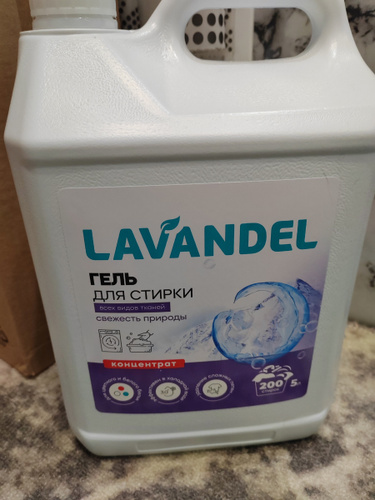 LAVANDEL
ГЕЛЬ
ДЛЯ СТИРКИ
всех видов тканей
свежесть природы
концентрат
200 5л